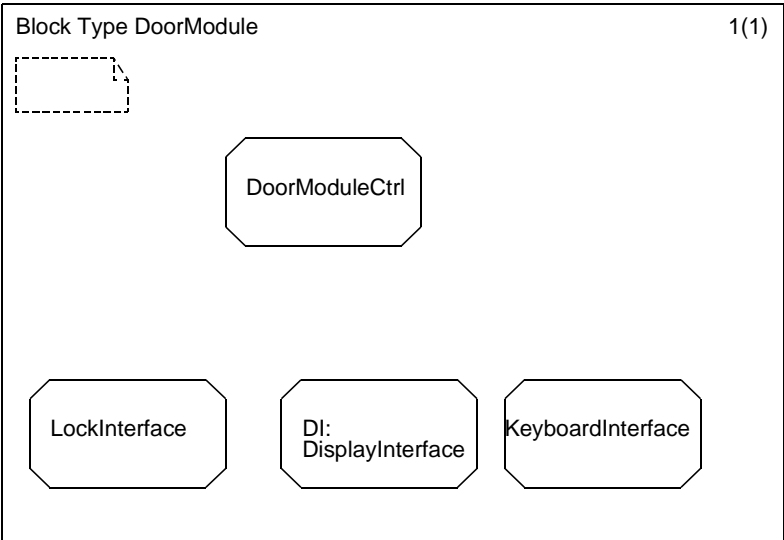 Block Type DoorModule
1(1)
DoorModuleCtrl
LockInterface
DI:
DisplayInterface
KeyboardInterface